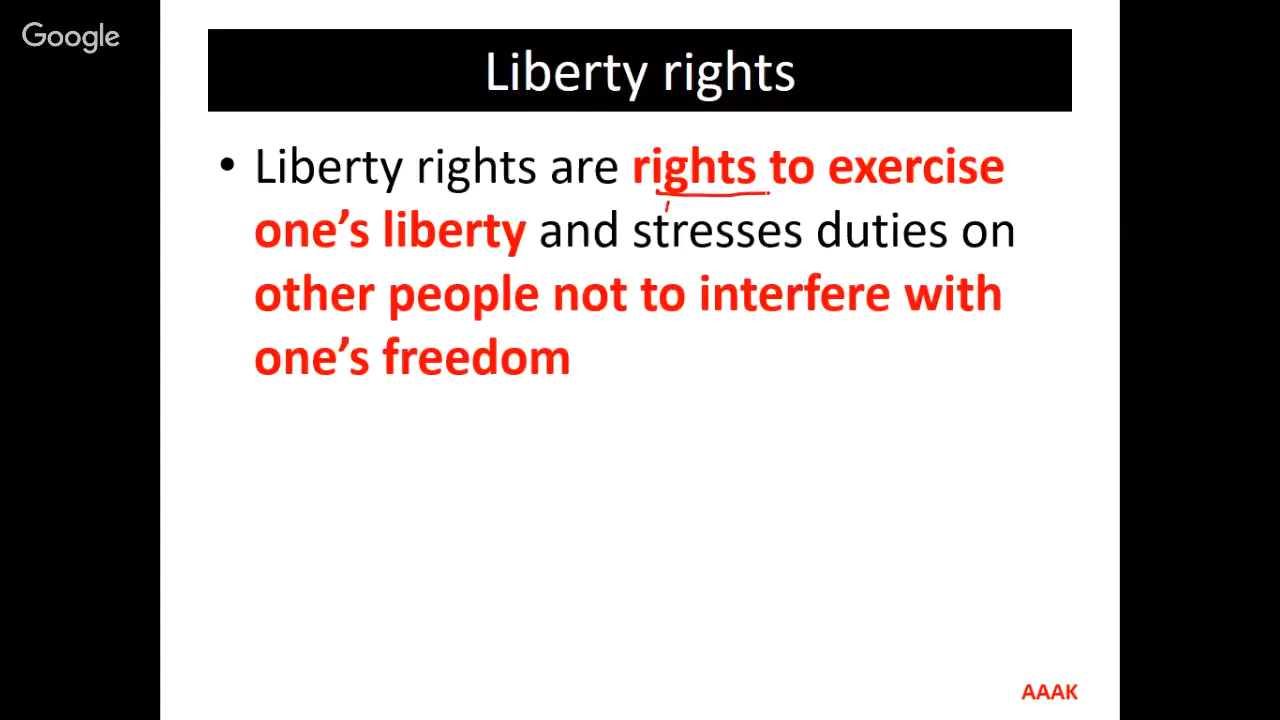 Google
Liberty rights
• Liberty rights are rights to exercise
one’s liberty and stresses duties on
other people not to interfere with
one’s freedom
AAAK